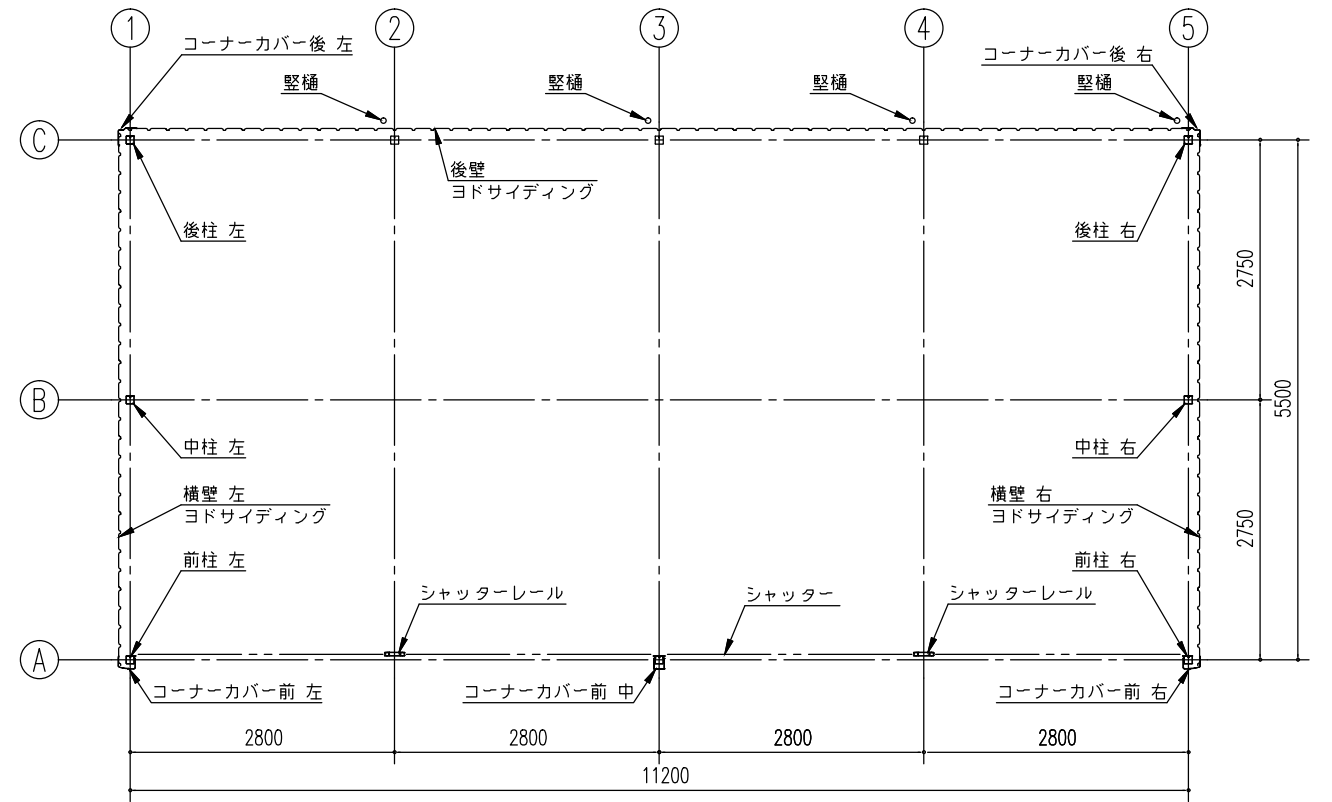 1
2
3
4
5
コーナーカバー後 左
コーナーカバー後 右
竪樋
竪樋
竪樋
竪樋
C
後壁
ヨドサイディング
後柱 左
後柱 右
2750
B
5500
中柱 左
中柱 右
横壁 左
ヨドサイディング
横壁 右
ヨドサイディング
2750
前柱 左
前柱 右
シャッターレール
シャッター
シャッターレール
A
コーナーカバー前 左
コーナーカバー前 中
コーナーカバー前 右
2800
2800
2800
2800
11200